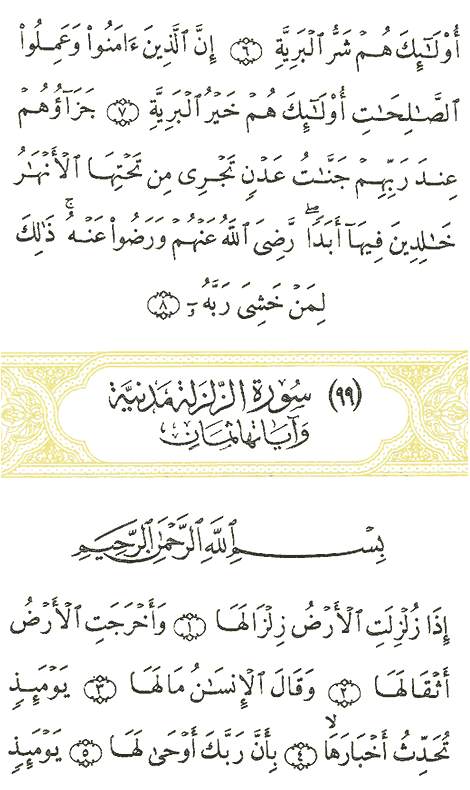 أُوْلَـٰٓئِكَ هُمۡ شَرُّ ٱلۡبَرِيَّةِ ٦ إِنَّ ٱلَّذِينَ ءَامَنُواْ وَعَمِلُواْ
ٱلصَّـٰلِحَـٰتِ أُوْلَـٰٓئِكَ هُمۡ خَيۡرُ ٱلۡبَرِيَّةِ ٧ جَزَآؤُهُمۡ
عِندَ رَبِّهِمۡ جَنَّـٰتُ عَدۡنٍ تَجۡرِى مِن تَحۡتِهَا ٱلۡأَنۡهَـٰرُ
خَـٰلِدِينَ فِيهَآ أَبَدًاۖ رَّضِىَ ٱللَّهُ عَنۡهُمۡ وَرَضُواْ عَنۡهُۚ ذَٲلِكَ
لِمَنۡ خَشِىَ رَبَّهُۥ ٨
(٩٩) سُورَةُ الزَّلْزَلَة مَدَنِيَّة
وَآيَاتُهَا ثَمَانٍ
بِسۡمِ ٱللَّهِ ٱلرَّحۡمَـٰنِ ٱلرَّحِيمِ
إِذَا زُلۡزِلَتِ ٱلۡأَرۡضُ زِلۡزَالَهَا ١ وَأَخۡرَجَتِ ٱلۡأَرۡضُ
أَثۡقَالَهَا ٢ وَقَالَ ٱلۡإِنسَـٰنُ مَا لَهَا ٣ يَوۡمَٮِٕذٍ
تُحَدِّثُ أَخۡبَارَهَاۙ ٤ بِأَنَّ رَبَّكَ أَوۡحَىٰ لَهَا ٥ يَوۡمَٮِٕذٍ